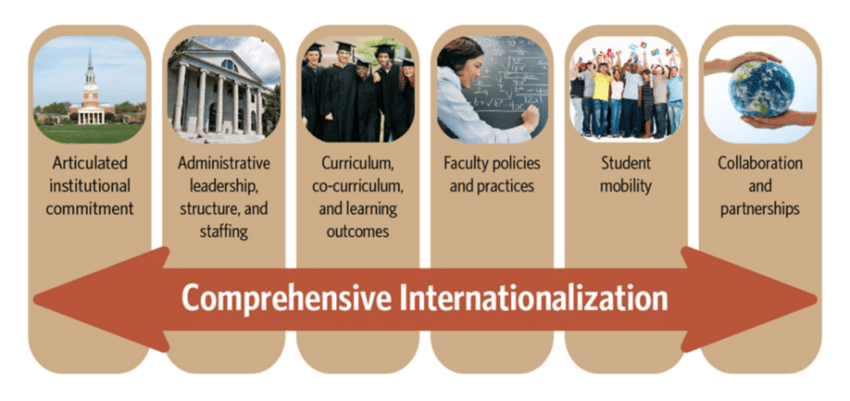 Articulated
institutional
commitment
Administrative
leadership,
structure, and
staffing
Curriculum,
co-curriculum,
and learning
outcomes
Faculty policies
and practices
Student
mobility
Collaboration
and
partnerships
Comprehensive Internationalization